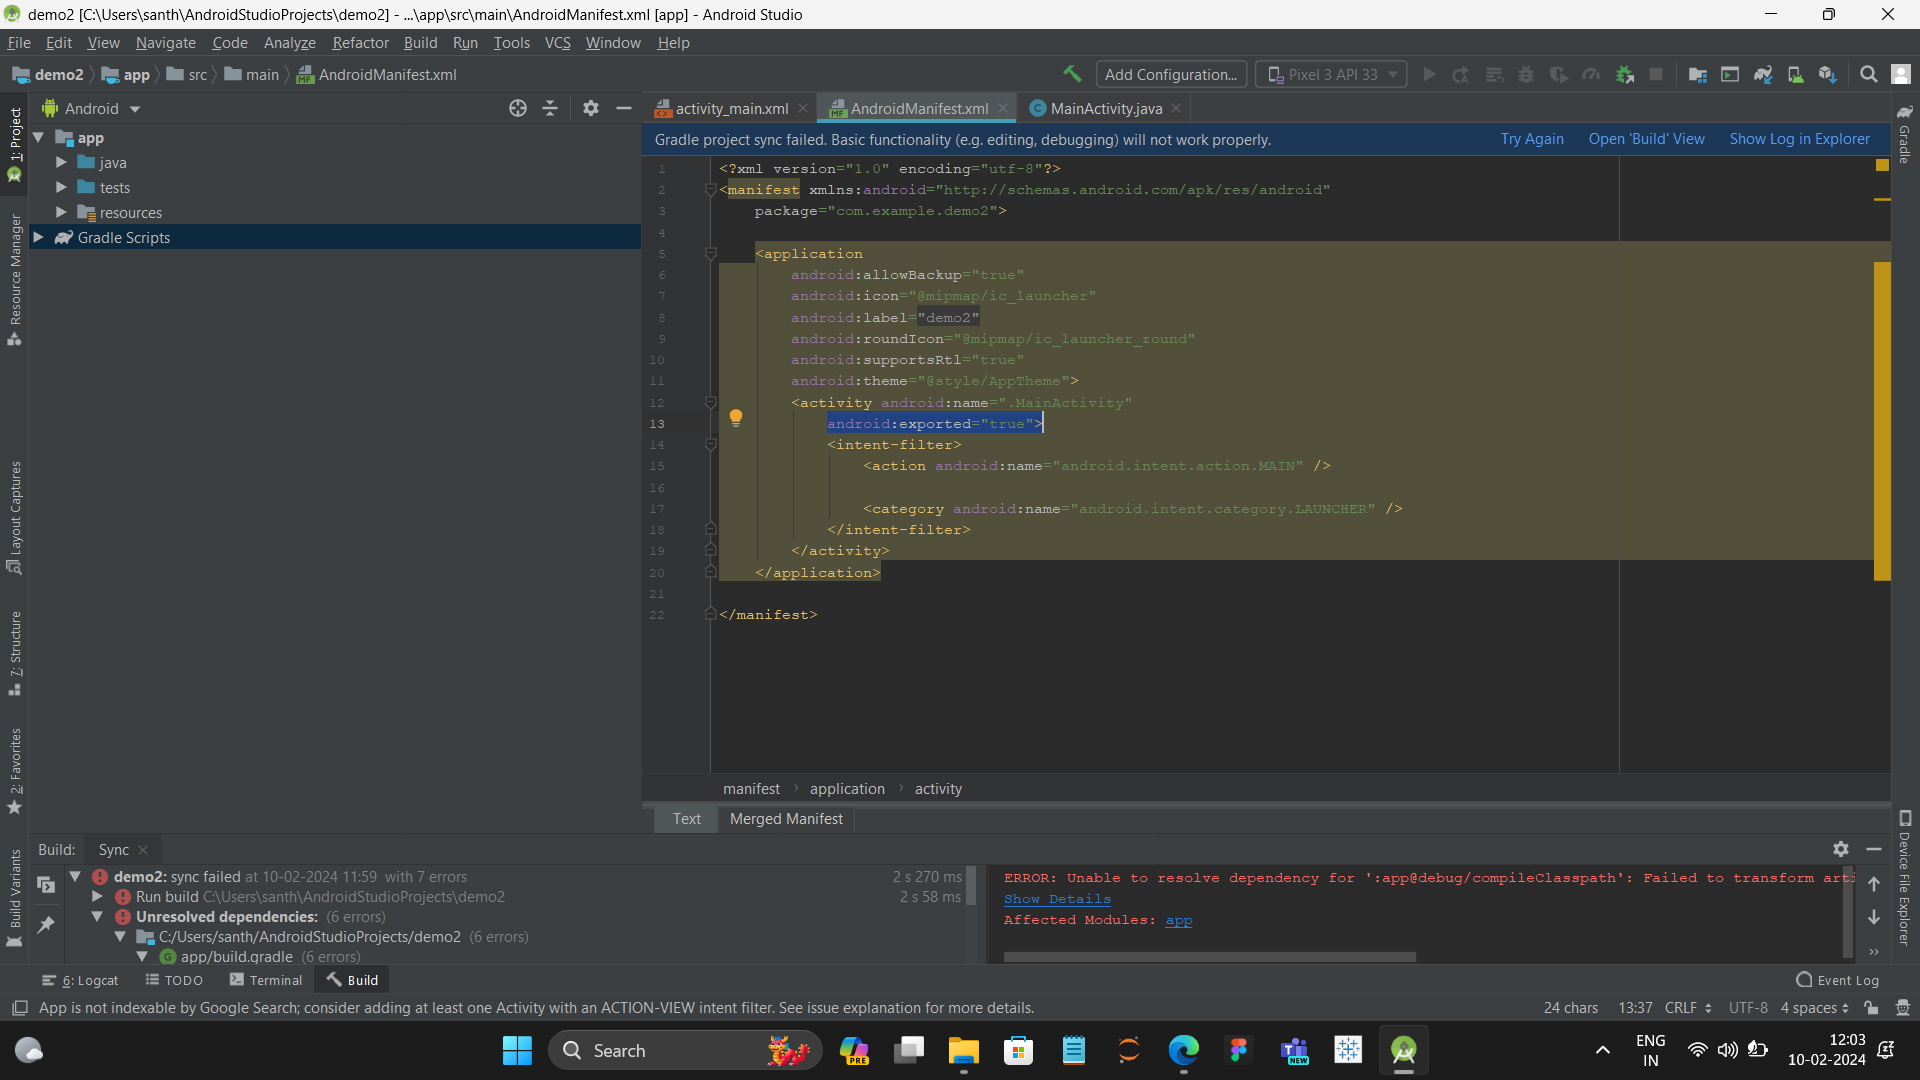 demo2 [C:\Users\santh\AndroidStudioProjects\demo2] - ...\app\src\main\AndroidManifest.xml [app] - Android Studio
File Edit View Navigate Code Analyze Refactor Build Run Tools VCS Window Help
demo2 app src main AndroidManifest.xml Add Configuration... Pixel 3 API 33
Android
activity_main.xml AndroidManifest.xml MainActivity.java
Gradle project sync failed. Basic functionality (e.g. editing, debugging) will not work properly. Try Again Open 'Build' View Show Log in Explorer
app
java
tests
resources
Gradle Scripts
1: Project
Resource Manager
Layout Captures
7: Structure
2: Favorites
Build Variants
1 <?xml version="1.0" encoding="utf-8"?>
2 <manifest xmlns:android="http://schemas.android.com/apk/res/android"
3 package="com.example.demo2">
4
5 <application
6 android:allowBackup="true"
7 android:icon="@mipmap/ic_launcher"
8 android:label="demo2"
9 android:roundIcon="@mipmap/ic_launcher_round"
10 android:supportsRtl="true"
11 android:theme="@style/AppTheme">
12 <activity android:name=".MainActivity"
13 android:exported="true">
14 <intent-filter>
15 <action android:name="android.intent.action.MAIN" />
16
17 <category android:name="android.intent.category.LAUNCHER" />
18 </intent-filter>
19 </activity>
20 </application>
21
22 </manifest>
manifest application activity
Text Merged Manifest
Gradle
Device File Explorer
Build: Sync
demo2: sync failed at 10-02-2024 11:59 with 7 errors 2 s 270 ms
Run build C:\Users\santh\AndroidStudioProjects\demo2 2 s 58 ms
Unresolved dependencies: (6 errors)
C:/Users/santh/AndroidStudioProjects/demo2 (6 errors)
app/build.gradle (6 errors)
ERROR: Unable to resolve dependency for ':app@debug/compileClasspath': Failed to transform arti
Show Details
Affected Modules: app
6: Logcat TODO Terminal Build Event Log
App is not indexable by Google Search; consider adding at least one Activity with an ACTION-VIEW intent filter. See issue explanation for more details. 24 chars 13:37 CRLF UTF-8 4 spaces
Search
PRE
NEW
ENG
IN
12:03
10-02-2024